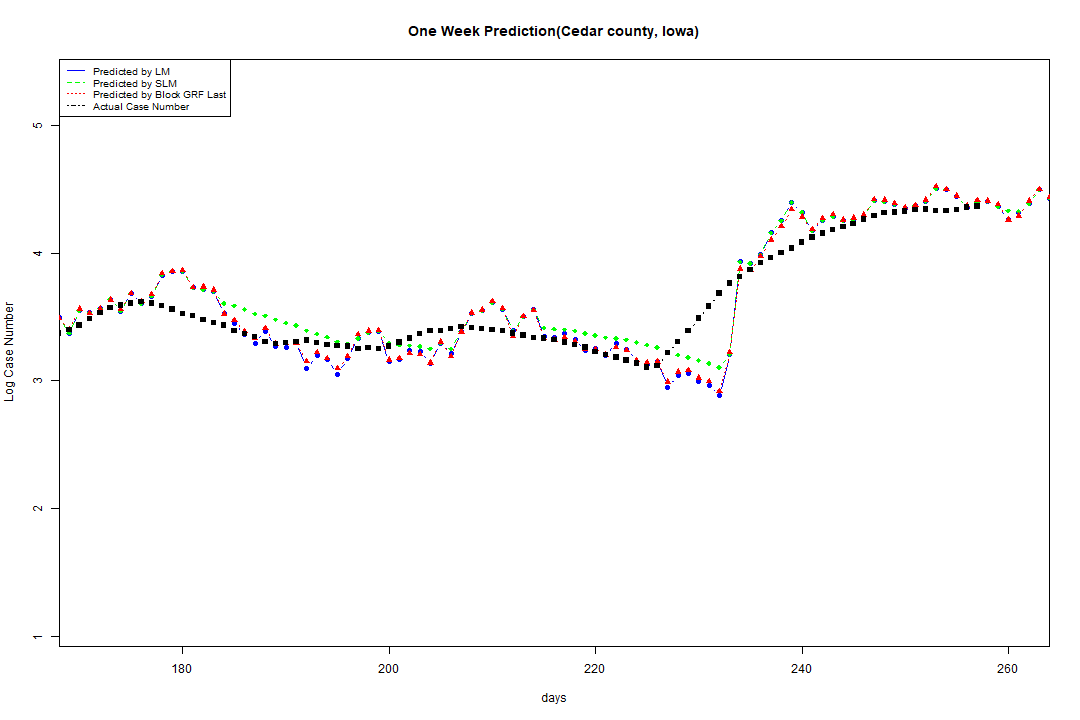 One Week Prediction(Cedar county, Iowa)
Predicted by LM
Predicted by SLM
Predicted by Block GRF Last
Actual Case Number
5
4
3
2
1
Log Case Number
180 200 220 240 260
days